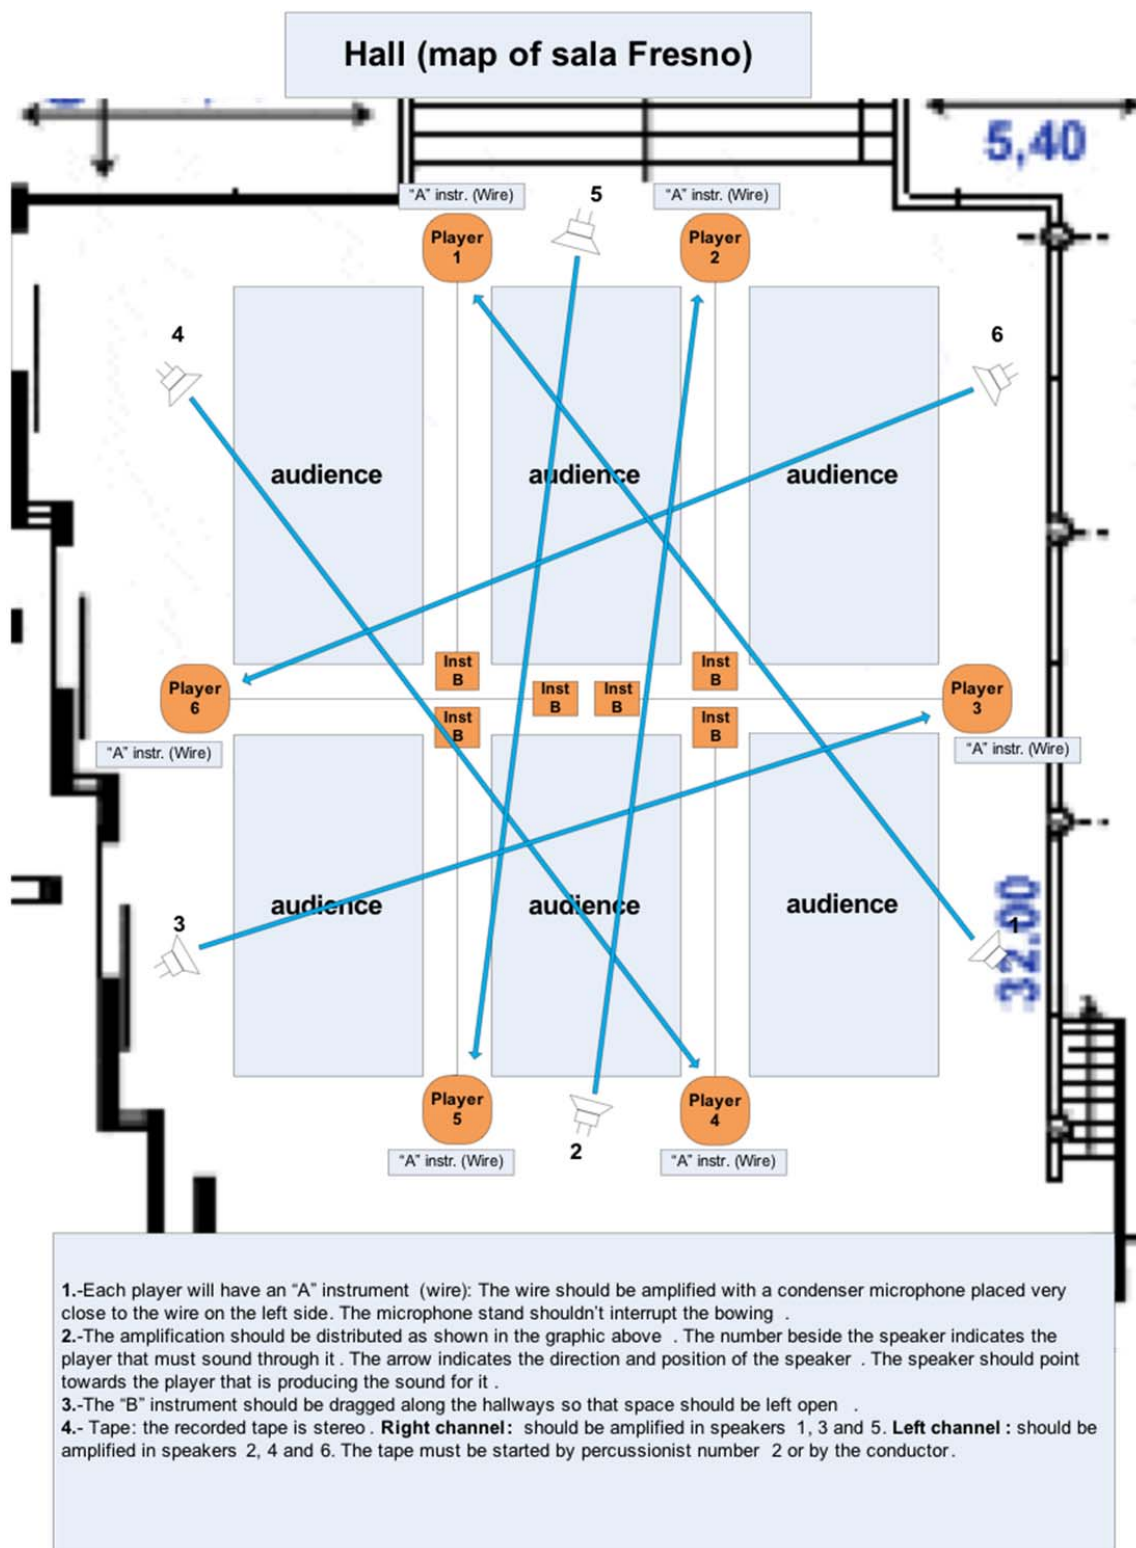 Hall (map of sala Fresno)
5,40
"A" instr. (Wire)
5
"A" instr. (Wire)
Player
1
Player
2
4
6
audience
audience
audience
Inst
B
Inst
B
Inst
B
Inst
B
Player
6
Player
3
Inst
B
Inst
B
"A" instr. (Wire)
"A" instr. (Wire)
audience
audience
audience
3
1
32.00
Player
5
Player
4
2
"A" instr. (Wire)
"A" instr. (Wire)
1.-Each player will have an "A" instrument (wire): The wire should be amplified with a condenser microphone placed very
close to the wire on the left side. The microphone stand shouldn't interrupt the bowing .
2.-The amplification should be distributed as shown in the graphic above . The number beside the speaker indicates the
player that must sound through it . The arrow indicates the direction and position of the speaker . The speaker should point
towards the player that is producing the sound for it .
3.-The "B" instrument should be dragged along the hallways so that space should be left open .
4.- Tape: the recorded tape is stereo . Right channel : should be amplified in speakers 1, 3 and 5. Left channel : should be
amplified in speakers 2, 4 and 6. The tape must be started by percussionist number 2 or by the conductor .